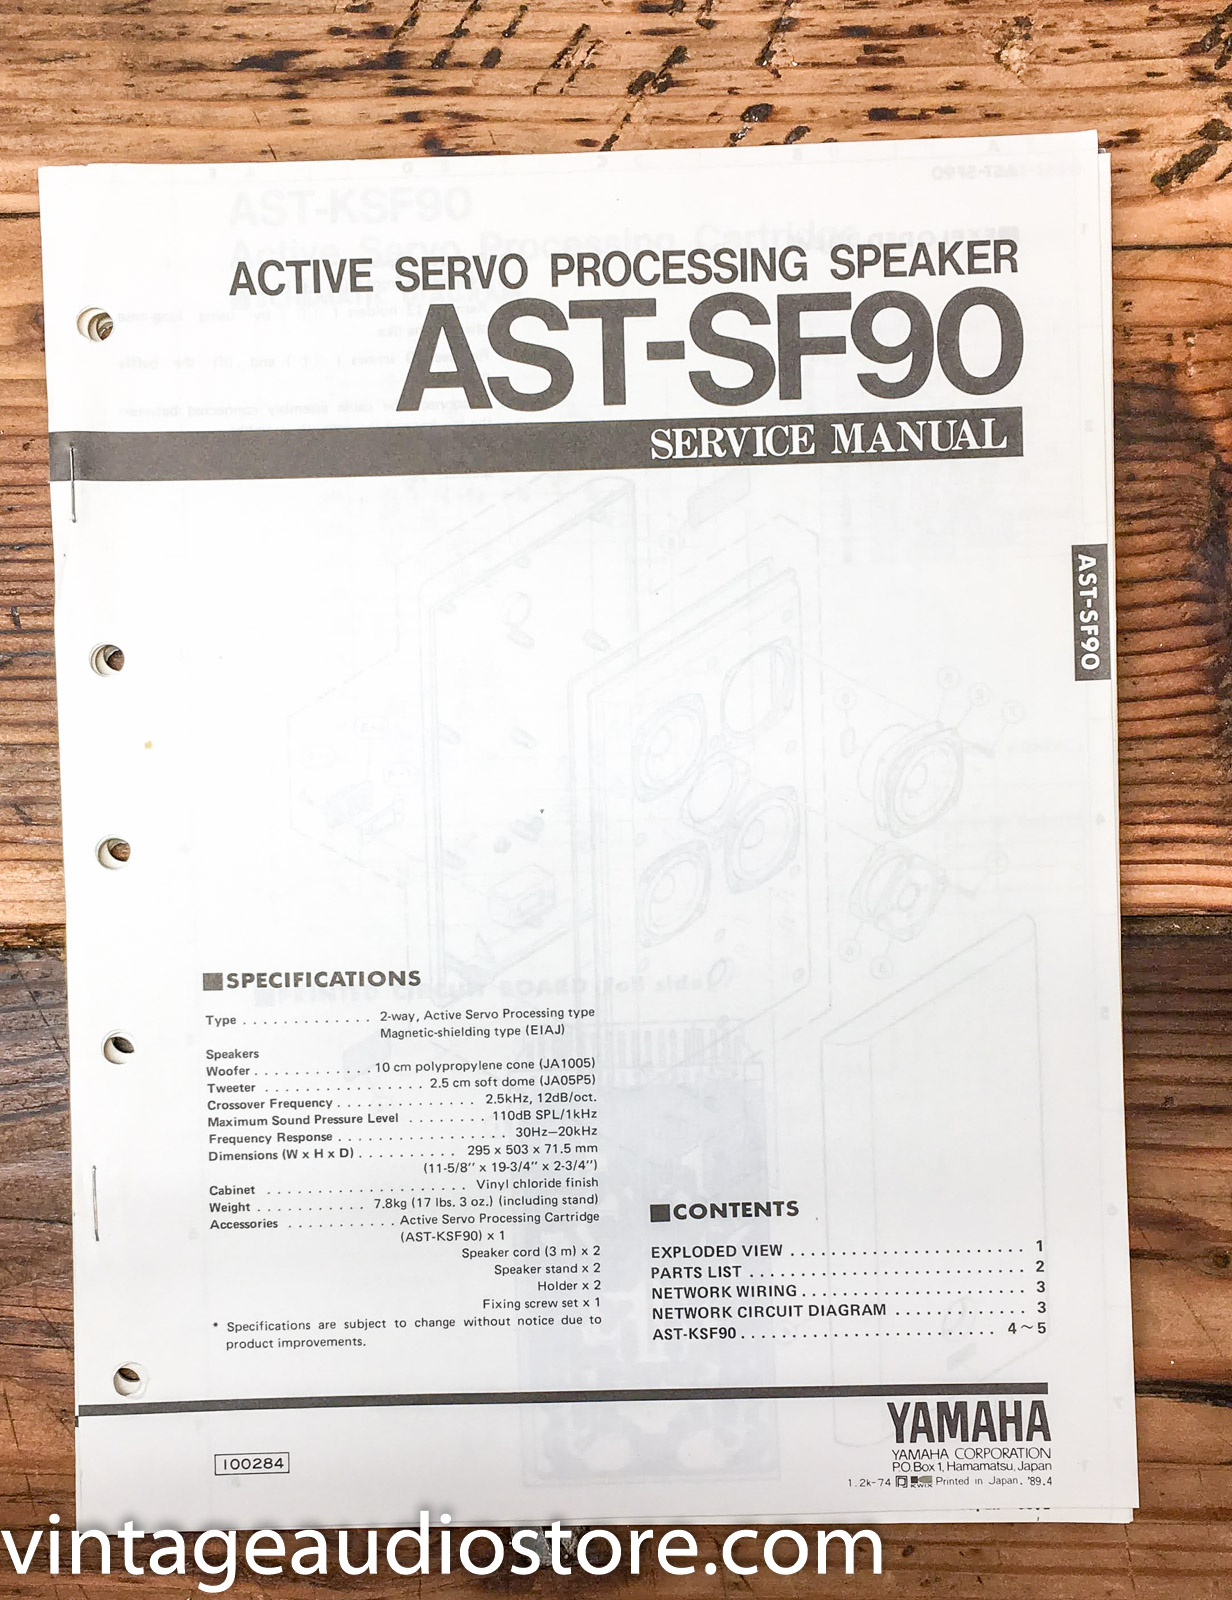 ACTIVE SERVO PROCESSING SPEAKER
AST-SF90
SERVICE MANUAL
AST-SF90
■SPECIFICATIONS
Type . . . . . . . . . . . . . 2-way, Active Servo Processing type
Magnetic-shielding type (EIAJ)
Speakers
Woofer . . . . . . . . . . . . 10 cm polypropylene cone (JA1005)
Tweeter . . . . . . . . . . . . . . . . 2.5 cm soft dome (JA05P5)
Crossover Frequency . . . . . . . . . . . . . . 2.5kHz, 12dB/oct.
Maximum Sound Pressure Level . . . . . . . . 110dB SPL/1kHz
Frequency Response . . . . . . . . . . . . . . . . . 30Hz–20kHz
Dimensions (W x H x D) . . . . . . . . . . 295 x 503 x 71.5 mm
(11-5/8" x 19-3/4" x 2-3/4")
Cabinet . . . . . . . . . . . . . . . . . . . . Vinyl chloride finish
Weight . . . . . . . . . . . 7.8kg (17 lbs. 3 oz.) (including stand)
Accessories . . . . . . . . . . . Active Servo Processing Cartridge
(AST-KSF90) x 1
Speaker cord (3 m) x 2
Speaker stand x 2
Holder x 2
Fixing screw set x 1
* Specifications are subject to change without notice due to
product improvements.
■CONTENTS
EXPLODED VIEW . . . . . . . . . . . . . . . . . . . . . . . 1
PARTS LIST . . . . . . . . . . . . . . . . . . . . . . . . . . . 2
NETWORK WIRING . . . . . . . . . . . . . . . . . . . . . . 3
NETWORK CIRCUIT DIAGRAM . . . . . . . . . . . . 3
AST-KSF90 . . . . . . . . . . . . . . . . . . . . . . . . . 4~5
100284
YAMAHA
YAMAHA CORPORATION
P.O.Box 1, Hamamatsu, Japan
1.2k-74 KWIX Printed in Japan. '89.4
vintageaudiostore.com